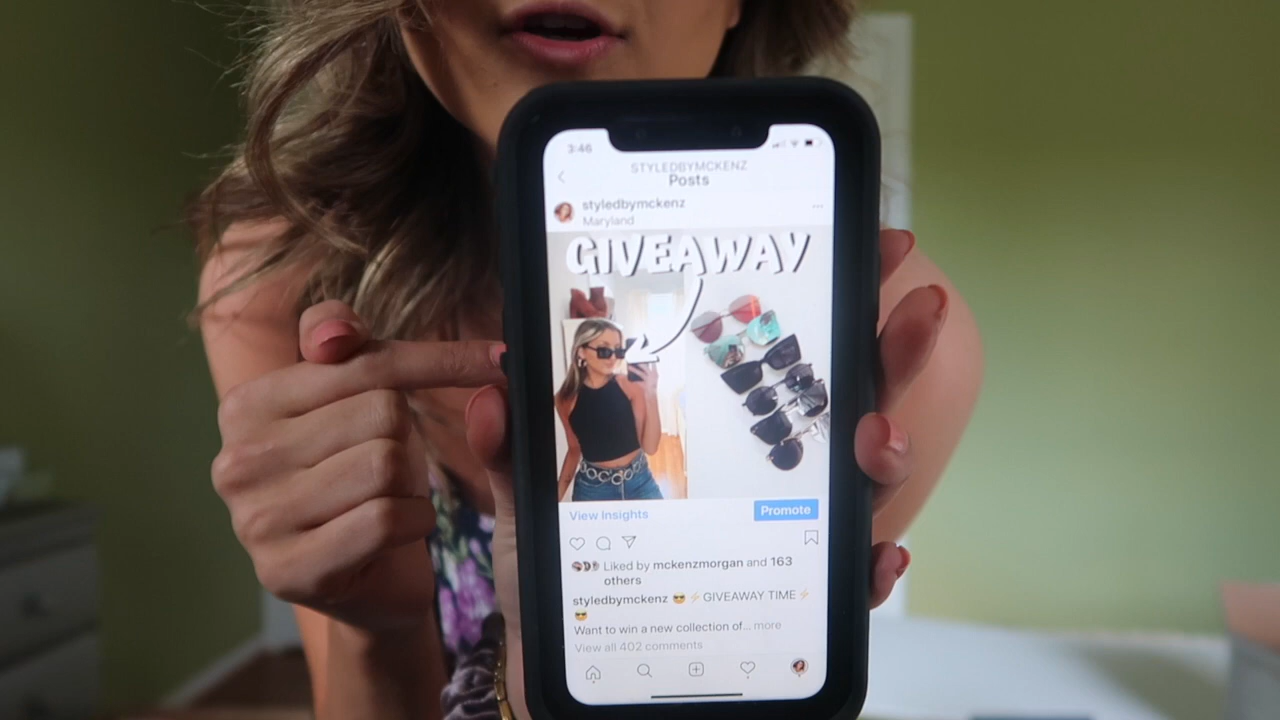 3:46
STYLEDBYMCKENZ
Posts
styledbymckenz
Maryland
GIVEAWAY
View Insights
Promote
Liked by mckenzmorgan and 163
others
styledbymckenz 😎⚡GIVEAWAY TIME⚡
😎
Want to win a new collection of... more
View all 402 comments